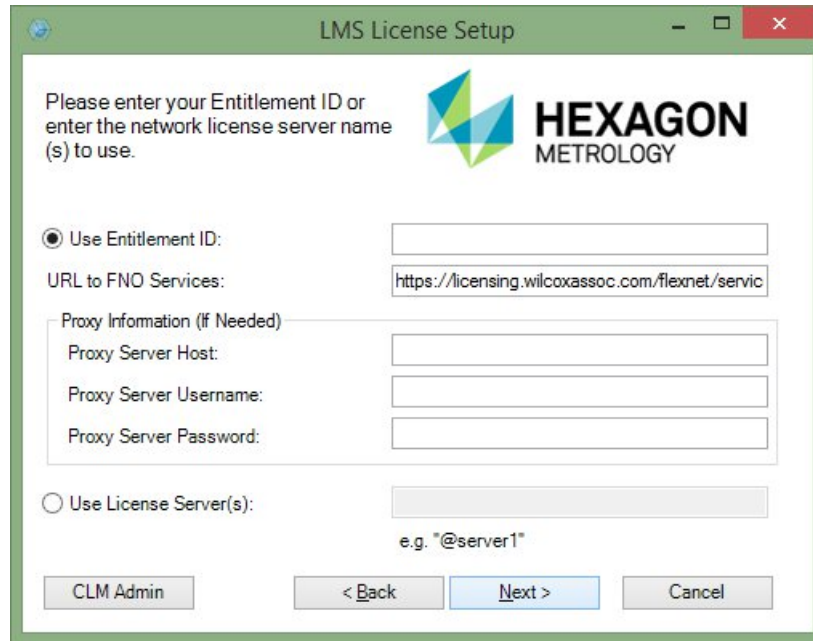 LMS License Setup
Please enter your Entitlement ID or
enter the network license server name
(s) to use.
HEXAGON
METROLOGY
Use Entitlement ID:
URL to FNO Services:
https://licensing.wilcoxassoc.com/flexnet/servic
Proxy Information (If Needed)
Proxy Server Host:
Proxy Server Username:
Proxy Server Password:
Use License Server(s):
e.g. "@server1"
CLM Admin
< Back
Next >
Cancel